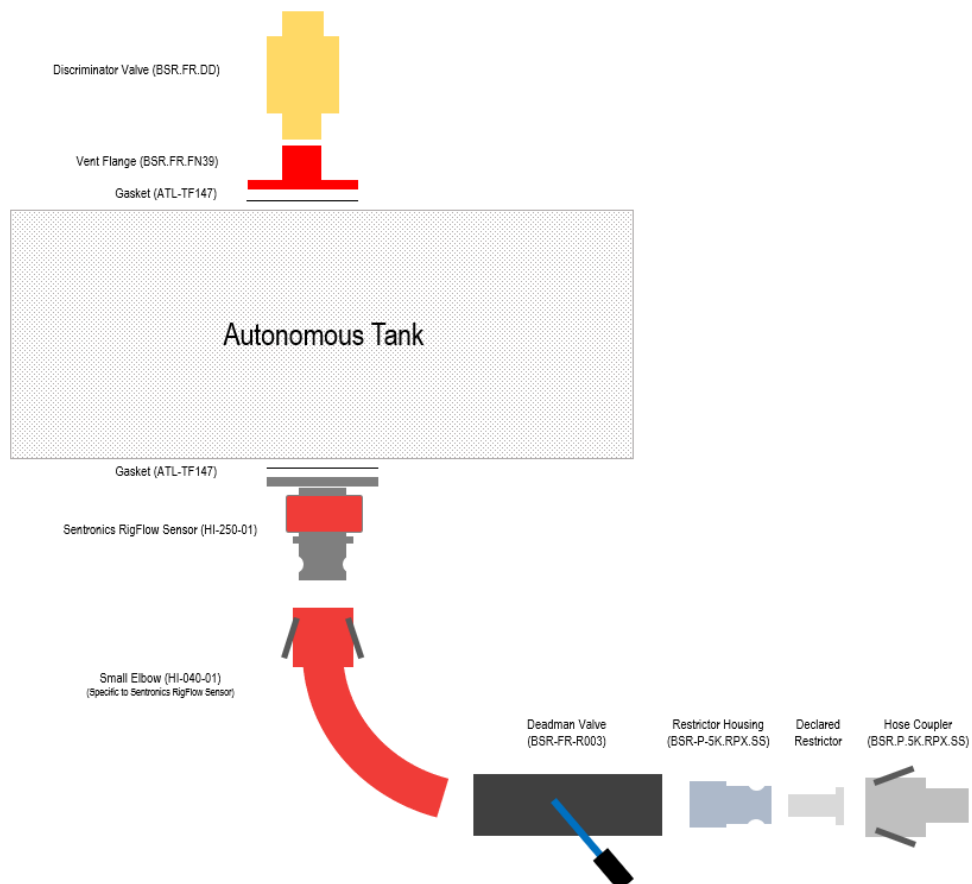 Discriminator Valve (BSR.FR.DD)
Vent Flange (BSR.FR.FN39)
Gasket (ATL-TF147)
Autonomous Tank
Gasket (ATL-TF147)
Sentronics RigFlow Sensor (HI-250-01)
Small Elbow (HI-040-01)
(Specific to Sentronics RigFlow Sensor)
Deadman Valve
(BSR-FR-R003)
Restrictor Housing
(BSR-P-5K.RPX.SS)
Declared
Restrictor
Hose Coupler
(BSR.P.5K.RPX.SS)